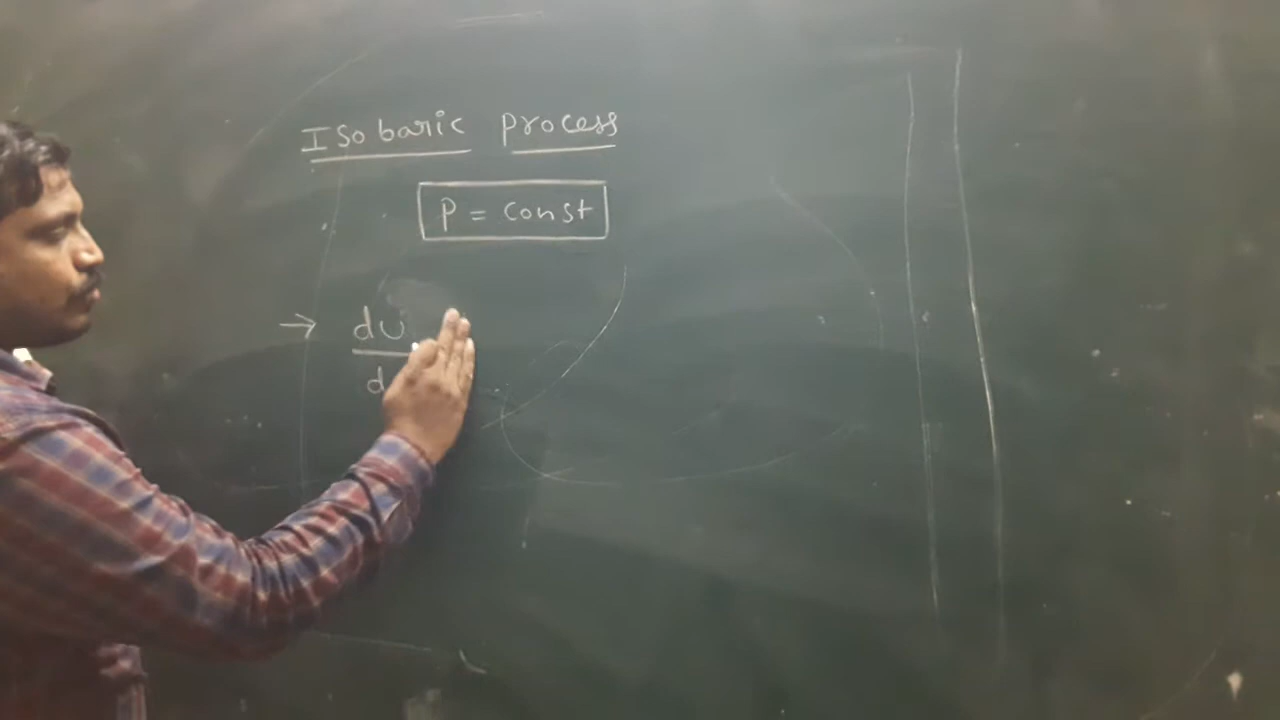 Isobaric process
P = const
→ du
d